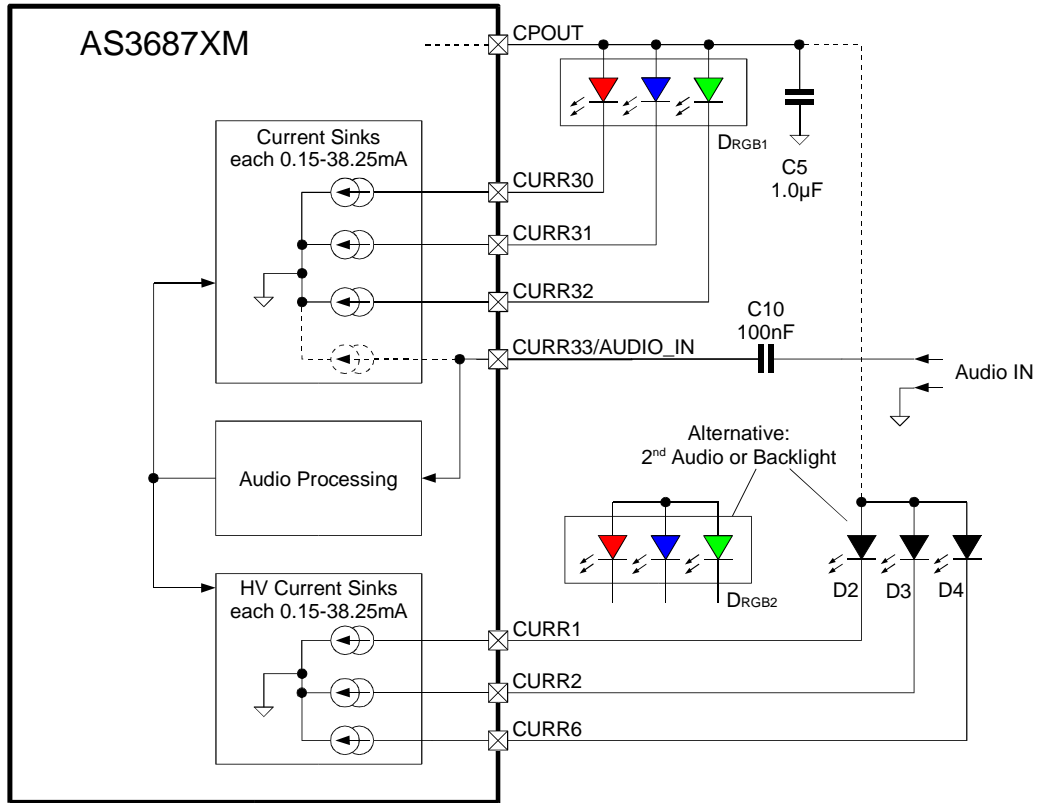 AS3687XM
CPOUT
DRGB1
C5
1.0µF
Current Sinks
each 0.15-38.25mA
CURR30
CURR31
CURR32
C10
100nF
CURR33/AUDIO_IN
Audio IN
Alternative:
2nd Audio or Backlight
Audio Processing
DRGB2
D2
D3
D4
HV Current Sinks
each 0.15-38.25mA
CURR1
CURR2
CURR6